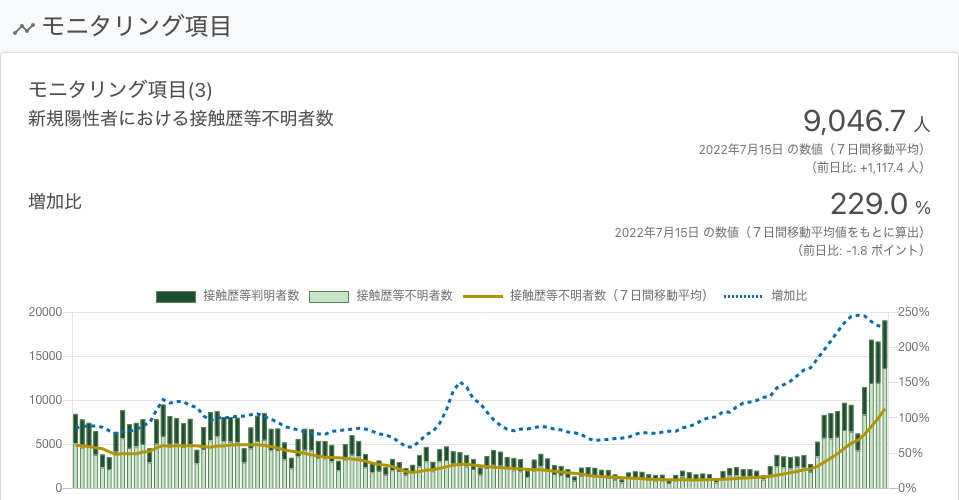 モニタリング項目
モニタリング項目(3)
新規陽性者における接触歴等不明者数
9,046.7 人
2022年7月15日 の数値（７日間移動平均）
（前日比: +1,117.4 人）
増加比
229.0 %
2022年7月15日 の数値（７日間移動平均値をもとに算出）
（前日比: -1.8 ポイント）
接触歴等判明者数 接触歴等不明者数 接触歴等不明者数（７日間移動平均） 増加比
20000 250%
200%
15000
150%
10000
100%
5000
50%
0 0%